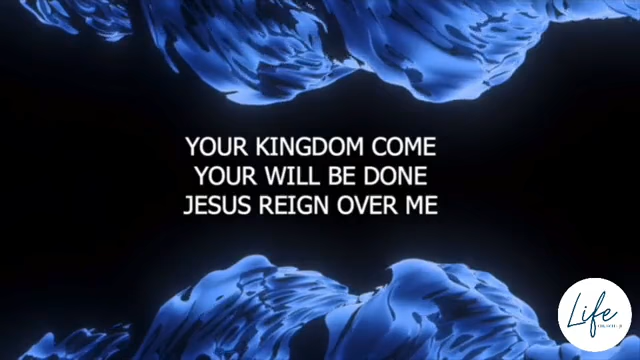 YOUR KINGDOM COME
YOUR WILL BE DONE
JESUS REIGN OVER ME
Life